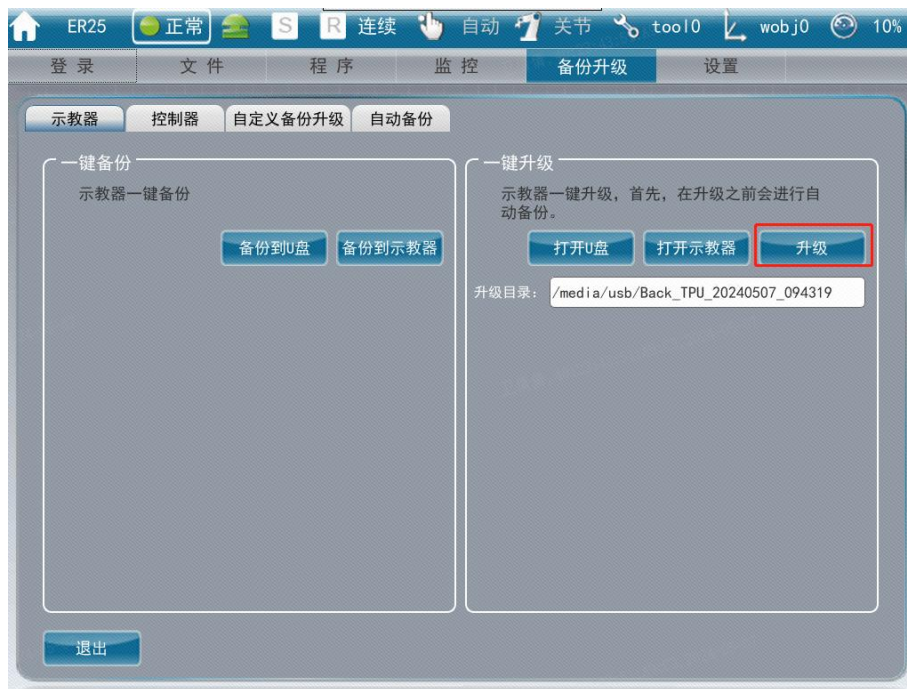 ER25 正常 S R 连续 自动 关节 tool0 wobj0 10%
登录 文件 程序 监控 备份升级 设置
示教器 控制器 自定义备份升级 自动备份
一键备份
示教器一键备份
备份到U盘 备份到示教器
一键升级
示教器一键升级，首先，在升级之前会进行自
动备份。
打开U盘 打开示教器 升级
升级目录： /media/usb/Back_TPU_20240507_094319
退出